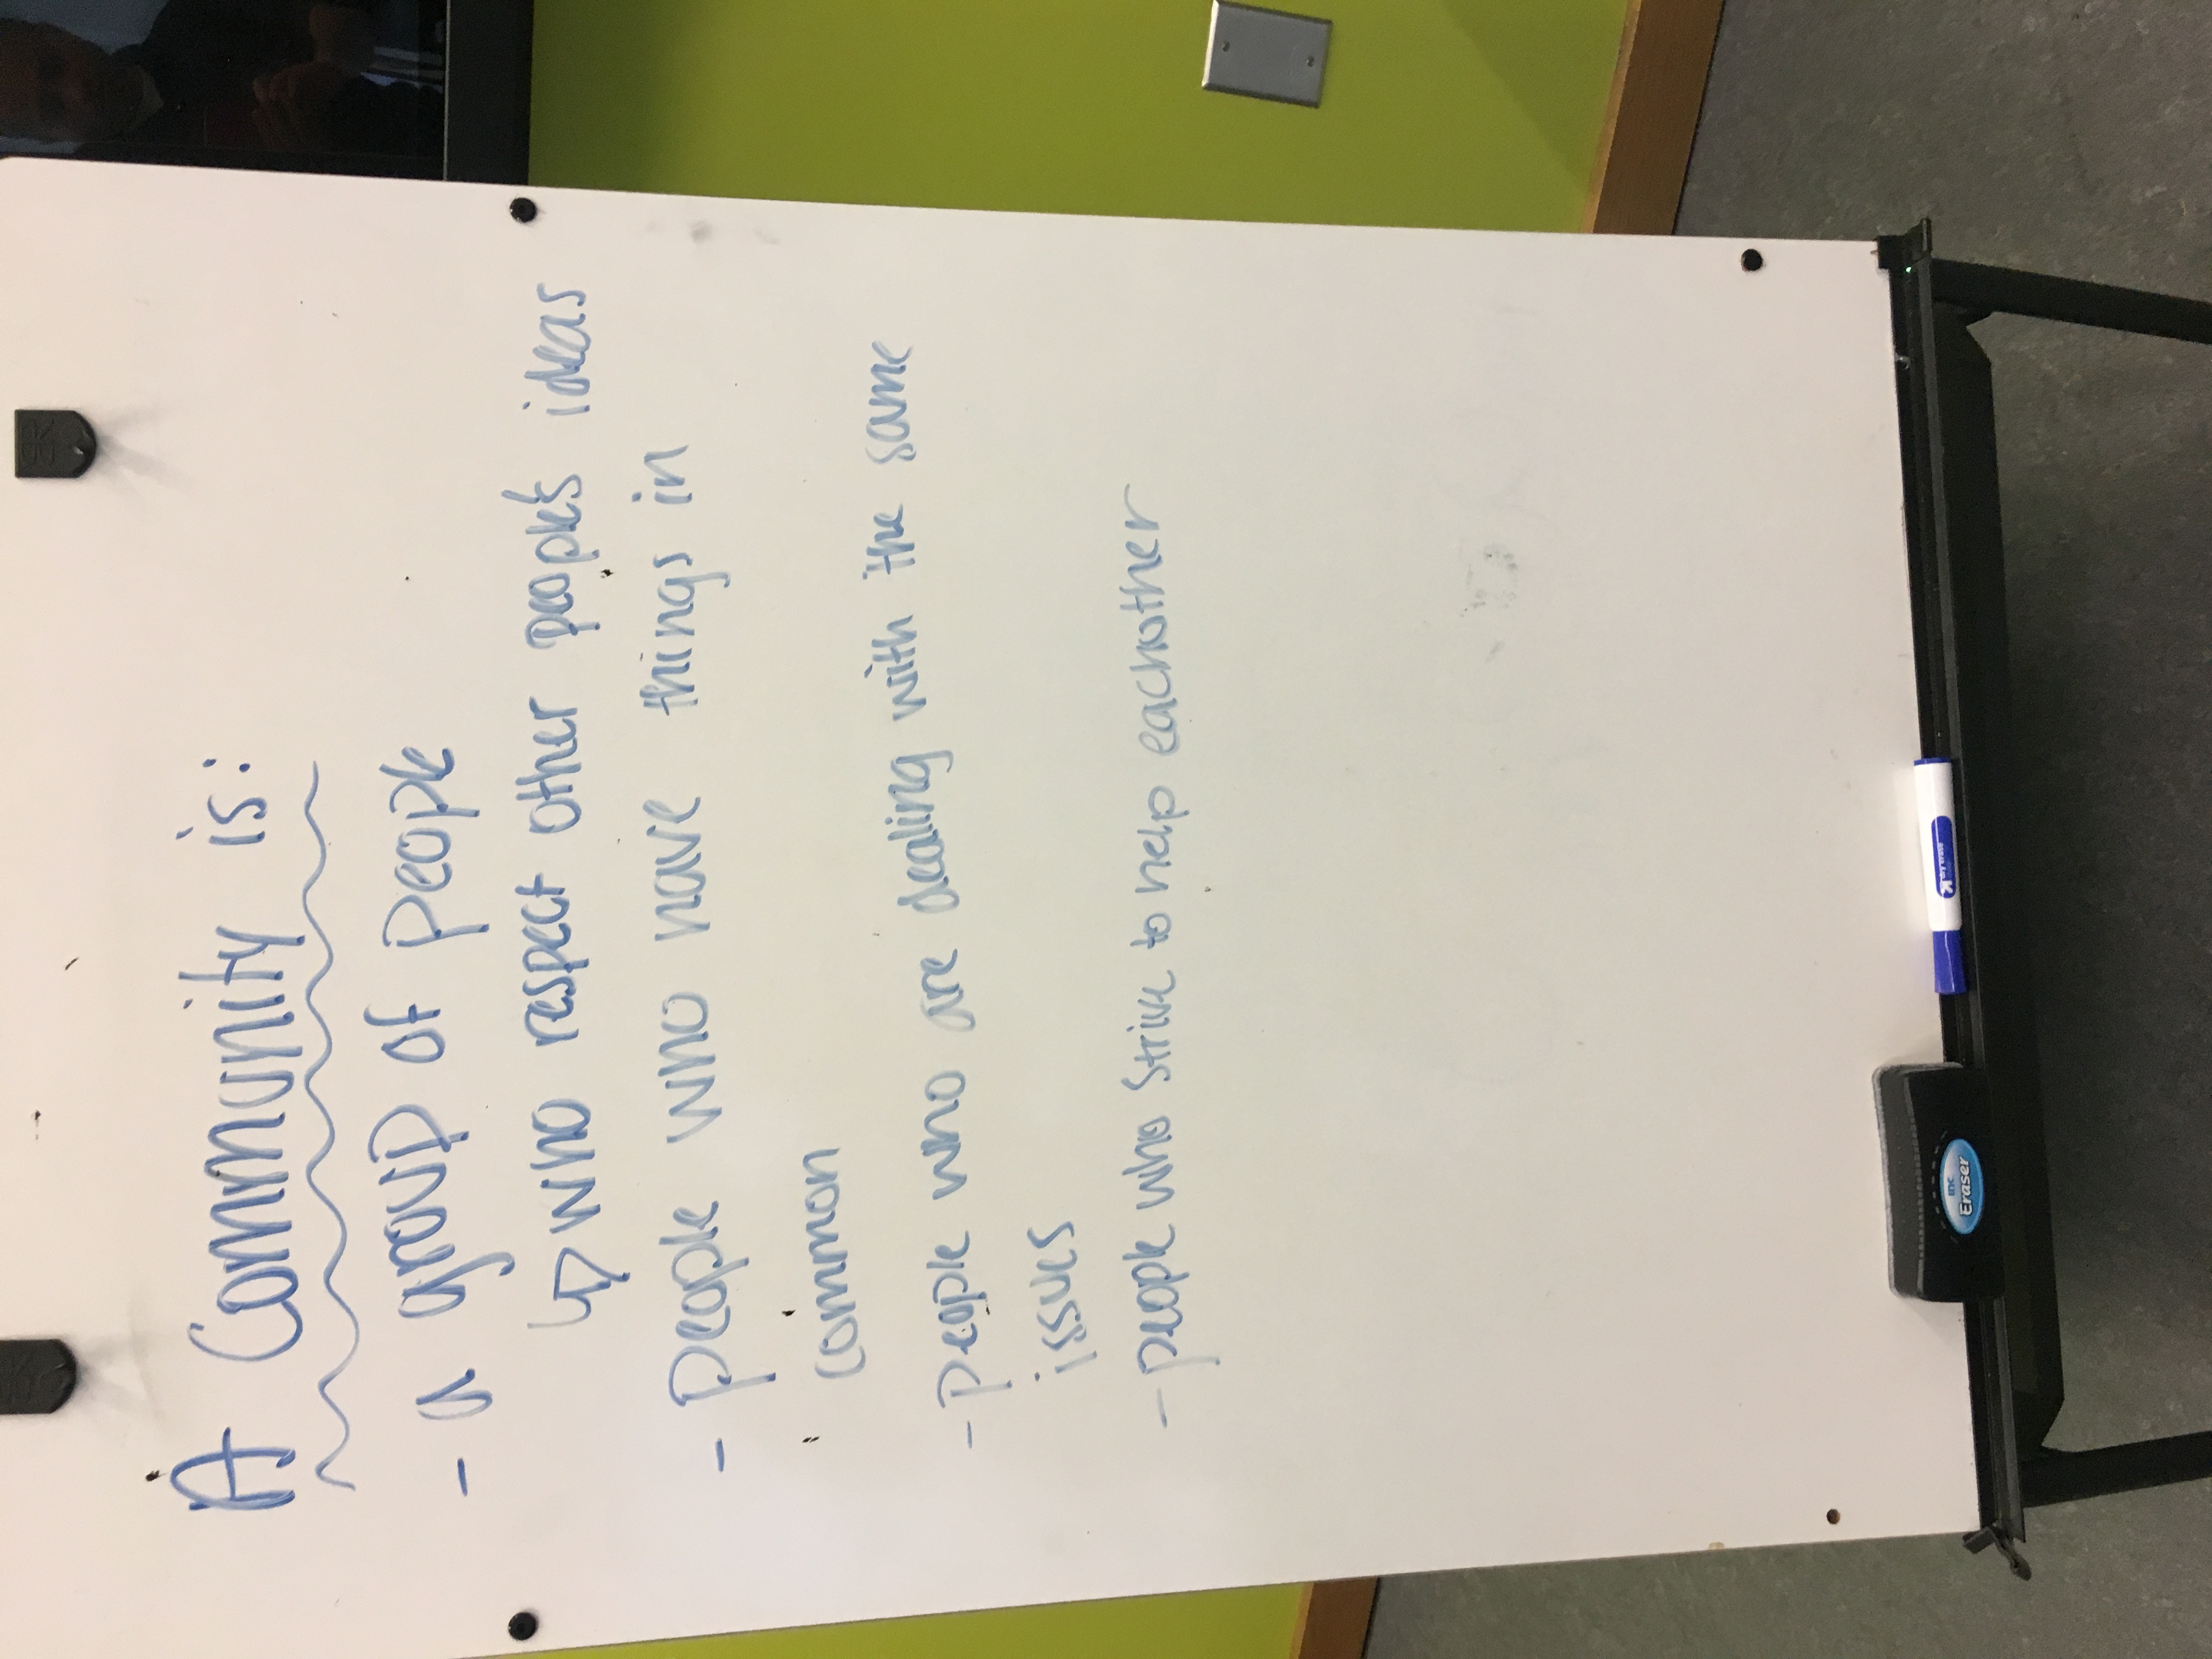 A Community is:
- a group of people
↳ who respect other people's ideas
- people who have things in
common
- people who are dealing with the same
issues
- people who strive to help eachother
inc.
Eraser
dry erase